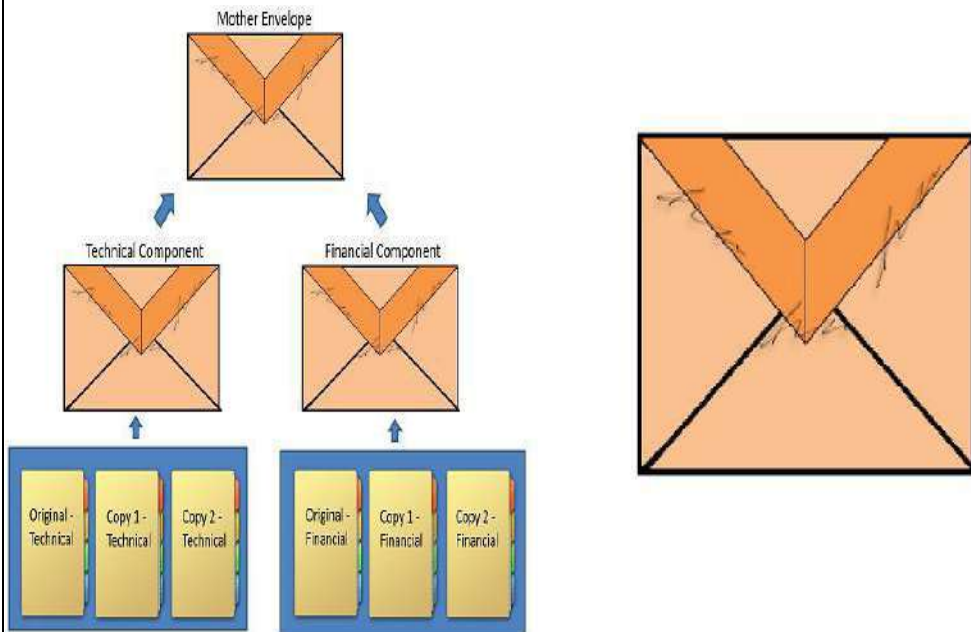 Mother Envelope
Technical Component
Financial Component
Original -
Technical
Copy 1 -
Technical
Copy 2 -
Technical
Original -
Financial
Copy 1 -
Financial
Copy 2 -
Financial